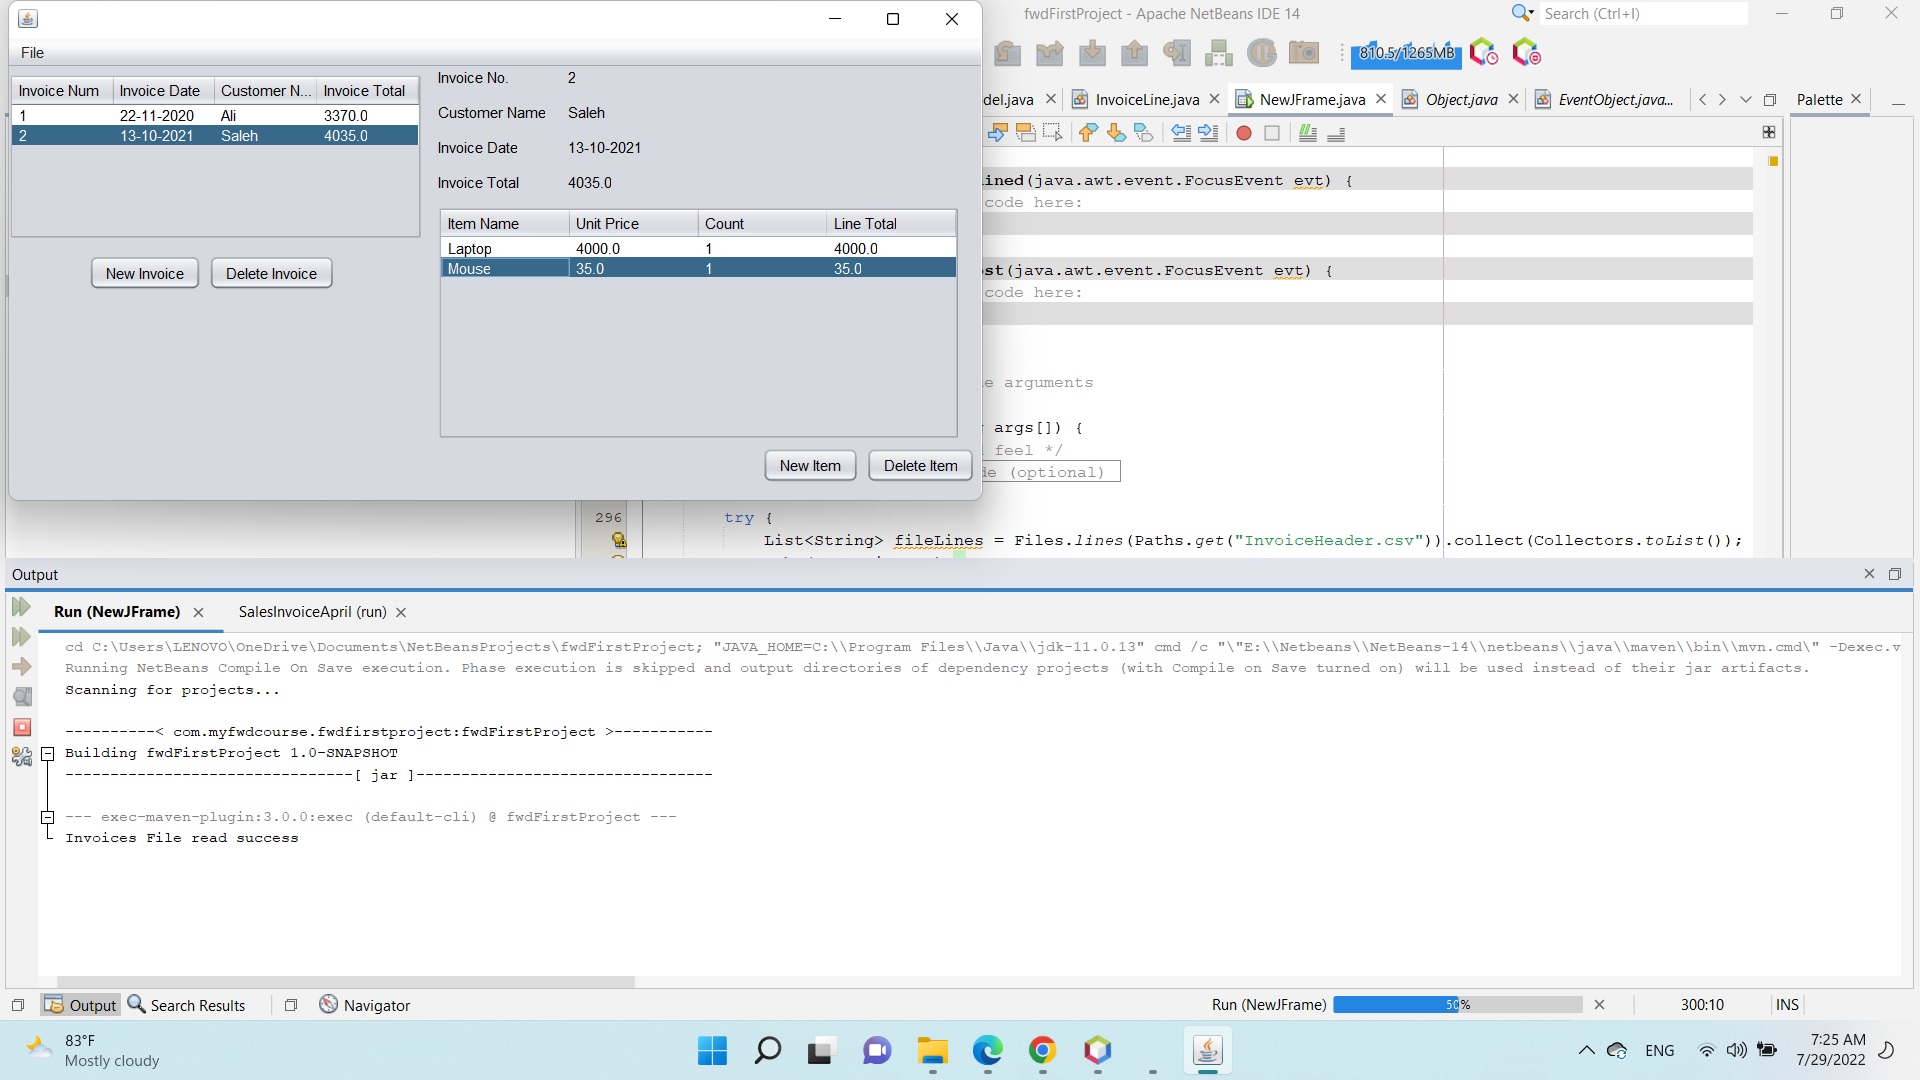 fwdFirstProject - Apache NetBeans IDE 14
Search (Ctrl+I)
File
810.5/1265MB
Invoice Num Invoice Date Customer N... Invoice Total
1 22-11-2020 Ali 3370.0
2 13-10-2021 Saleh 4035.0
New Invoice Delete Invoice
Invoice No. 2
Customer Name Saleh
Invoice Date 13-10-2021
Invoice Total 4035.0
Item Name Unit Price Count Line Total
Laptop 4000.0 1 4000.0
Mouse 35.0 1 35.0
New Item Delete Item
del.java InvoiceLine.java NewJFrame.java Object.java EventObject.java... Palette
ined(java.awt.event.FocusEvent evt) {
code here:
st(java.awt.event.FocusEvent evt) {
code here:
e arguments
args[]) {
feel */
de (optional)
296 try {
List<String> fileLines = Files.lines(Paths.get("InvoiceHeader.csv")).collect(Collectors.toList());
Output
Run (NewJFrame) SalesInvoiceApril (run)
cd C:\Users\LENOVO\OneDrive\Documents\NetBeansProjects\fwdFirstProject; "JAVA_HOME=C:\\Program Files\\Java\\jdk-11.0.13" cmd /c "\"E:\\Netbeans\\NetBeans-14\\netbeans\\java\\maven\\bin\\mvn.cmd\" -Dexec.v
Running NetBeans Compile On Save execution. Phase execution is skipped and output directories of dependency projects (with Compile on Save turned on) will be used instead of their jar artifacts.
Scanning for projects...
----------< com.myfwdcourse.fwdfirstproject:fwdFirstProject >-----------
Building fwdFirstProject 1.0-SNAPSHOT
--------------------------------[ jar ]---------------------------------
--- exec-maven-plugin:3.0.0:exec (default-cli) @ fwdFirstProject ---
Invoices File read success
Output Search Results Navigator
Run (NewJFrame) 50% 300:10 INS
83°F
Mostly cloudy
ENG
7:25 AM
7/29/2022